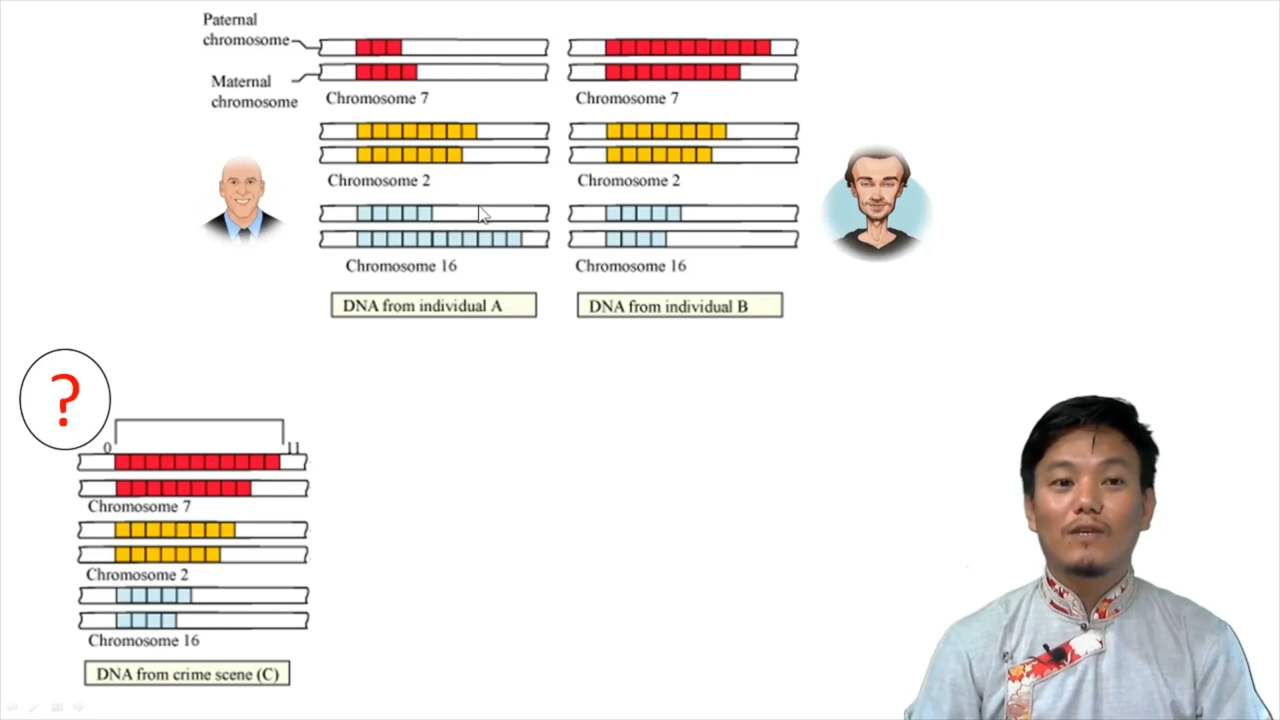 Paternal
chromosome
Maternal
chromosome
Chromosome 7
Chromosome 7
Chromosome 2
Chromosome 2
Chromosome 16
Chromosome 16
DNA from individual A
DNA from individual B
?
0
11
Chromosome 7
Chromosome 2
Chromosome 16
DNA from crime scene (C)